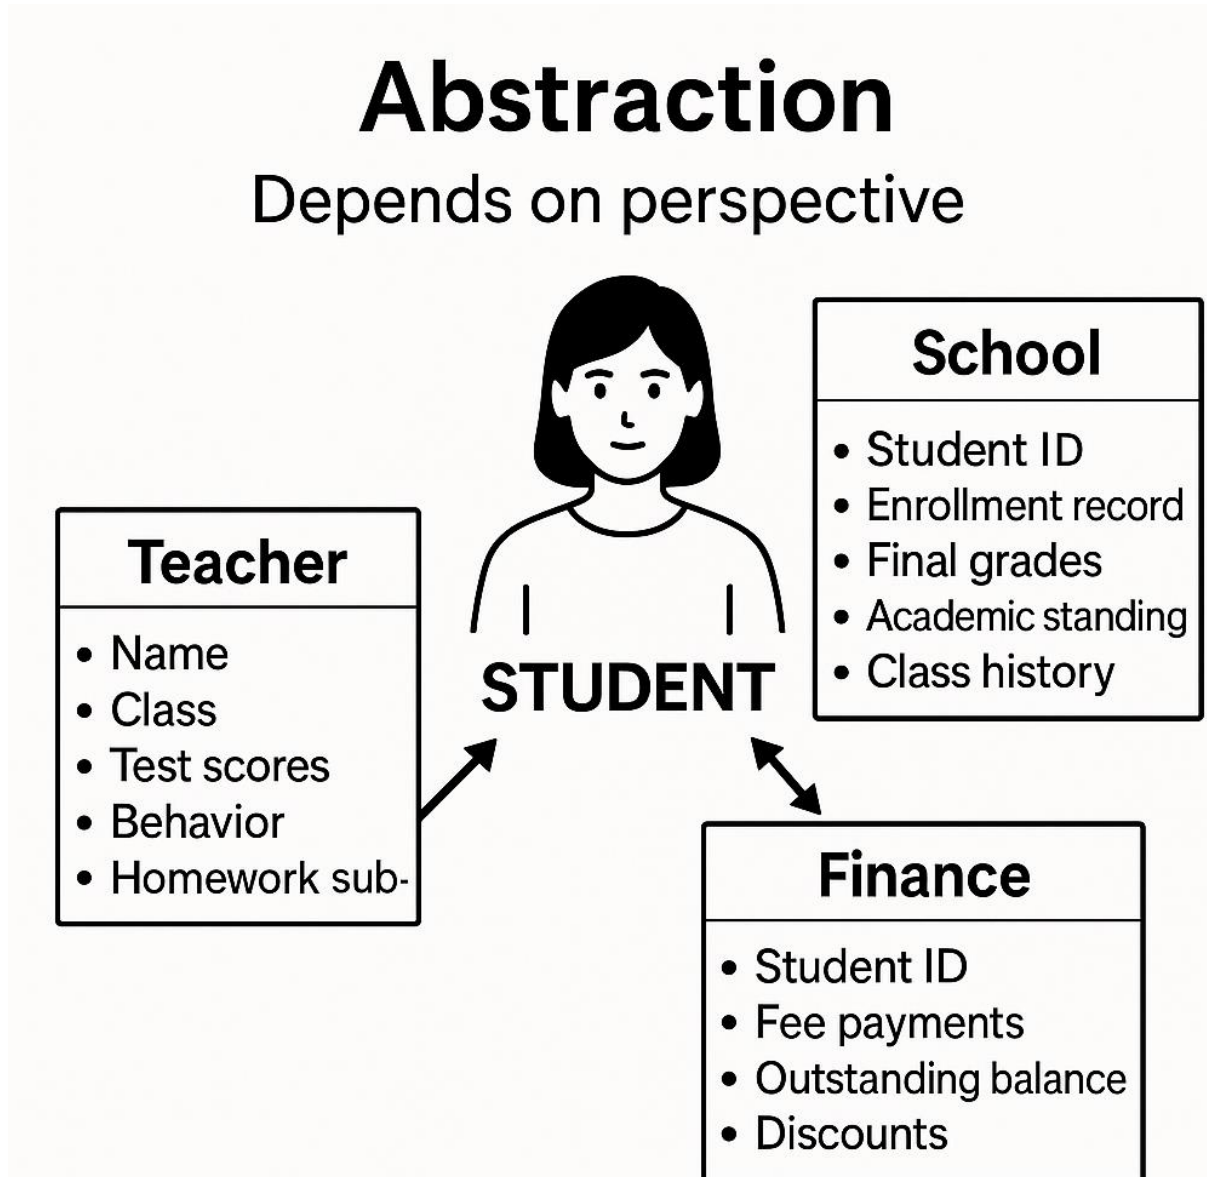 Abstraction
Depends on perspective
STUDENT
Teacher
• Name
• Class
• Test scores
• Behavior
• Homework sub-
School
• Student ID
• Enrollment record
• Final grades
• Academic standing
• Class history
Finance
• Student ID
• Fee payments
• Outstanding balance
• Discounts